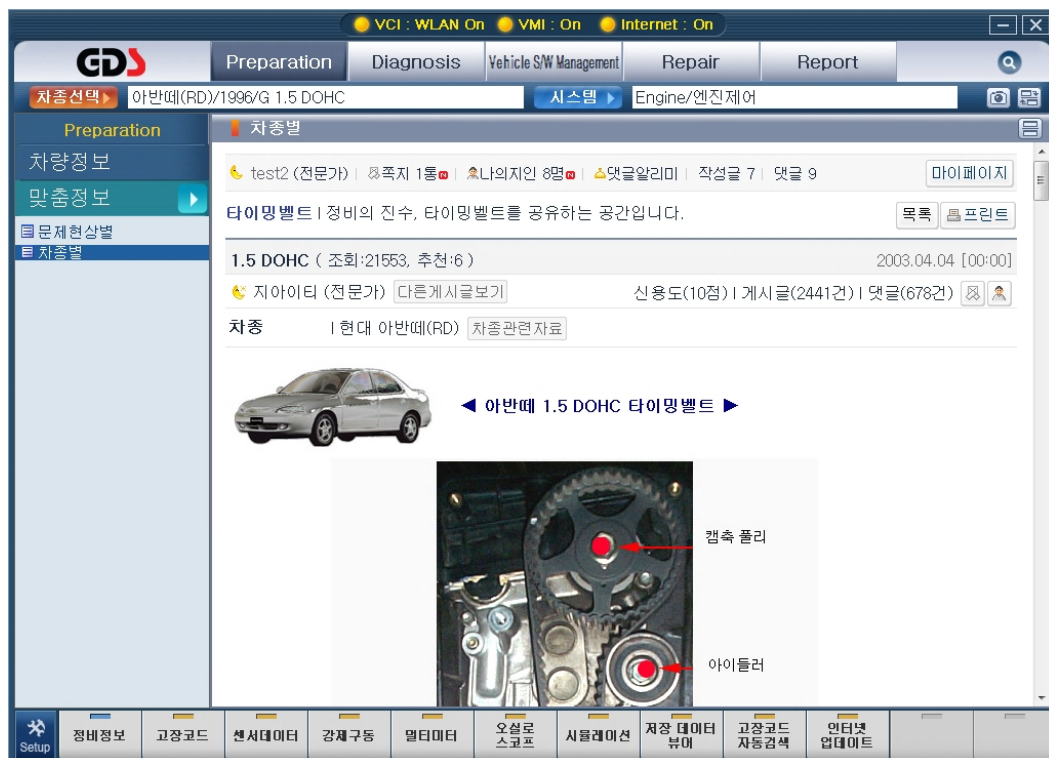 VCI : WLAN On VMI : On Internet : On
GDS Preparation Diagnosis Vehicle S/W Management Repair Report
차종선택 아반떼(RD)/1996/G 1.5 DOHC 시스템 Engine/엔진제어
Preparation
차량정보
맞춤정보
문제현상별
차종별
차종별
test2 (전문가) | 쪽지 1통 N | 나의지인 8명 N | 댓글알리미 | 작성글 7 | 댓글 9 마이페이지
타이밍벨트 | 정비의 진수, 타이밍벨트를 공유하는 공간입니다. 목록 프린트
1.5 DOHC ( 조회:21553, 추천:6 ) 2003.04.04 [00:00]
지아이티 (전문가) 다른게시글보기 신용도(10점) | 게시글(2441건) | 댓글(678건)
차종 | 현대 아반떼(RD) 차종관련자료
◀ 아반떼 1.5 DOHC 타이밍벨트 ▶
캠축 풀리
아이들러
Setup 정비정보 고장코드 센서데이터 강제구동 멀티미터 오실로 스코프 시뮬레이션 저장 데이터 뷰어 고장코드 자동검색 인터넷 업데이트